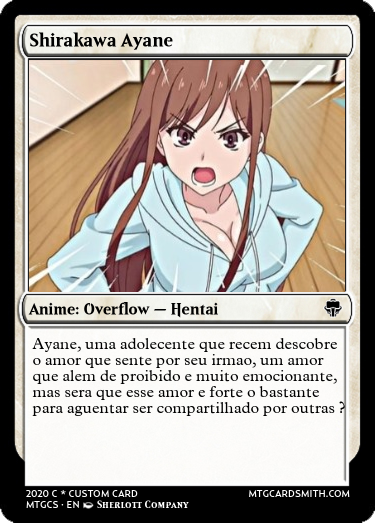 Shirakawa Ayane
Anime: Overflow — Hentai
Ayane, uma adolecente que recem descobre
o amor que sente por seu irmao, um amor
que alem de proibido e muito emocionante,
mas sera que esse amor e forte o bastante
para aguentar ser compartilhado por outras ?
2020 C * CUSTOM CARD
MTGCARDSMITH.COM
MTGCS · EN Sherlott Company